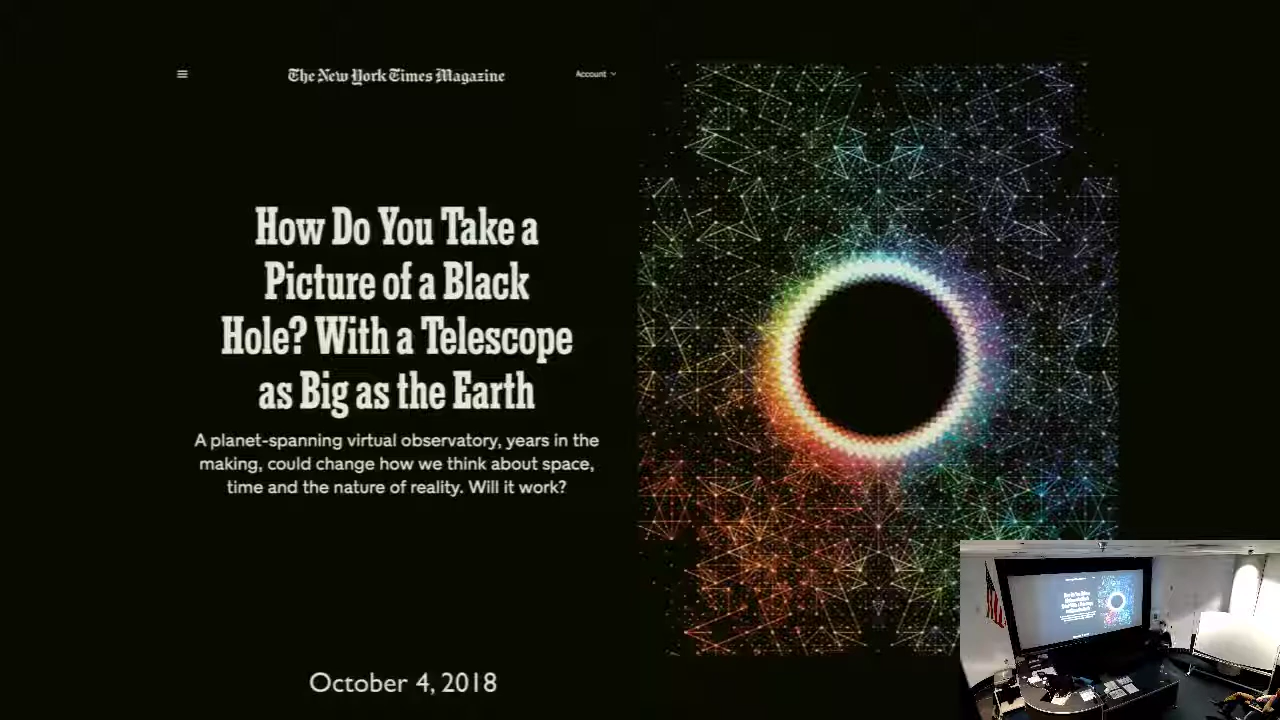 The New York Times Magazine
Account
How Do You Take a
Picture of a Black
Hole? With a Telescope
as Big as the Earth
A planet-spanning virtual observatory, years in the
making, could change how we think about space,
time and the nature of reality. Will it work?
October 4, 2018